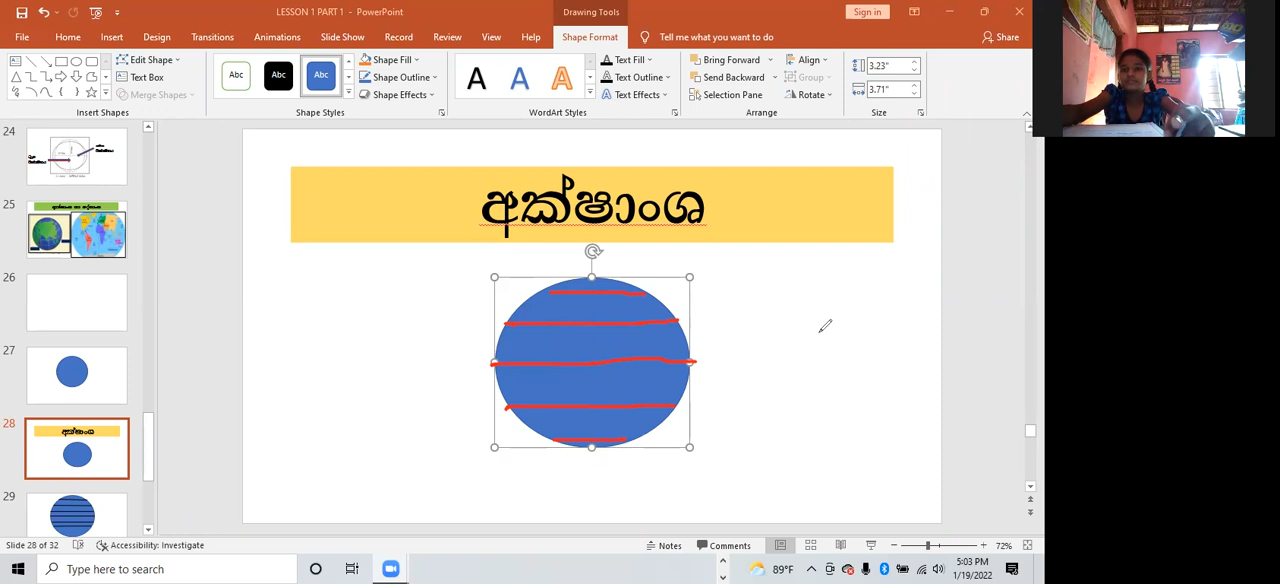 LESSON 1 PART 1 - PowerPoint
Drawing Tools
Sign in
File Home Insert Design Transitions Animations Slide Show Record Review View Help Shape Format Tell me what you want to do Share
Edit Shape
Text Box
Merge Shapes
Insert Shapes
Abc Abc Abc
Shape Fill
Shape Outline
Shape Effects
Shape Styles
A A A
Text Fill
Text Outline
Text Effects
WordArt Styles
Bring Forward
Send Backward
Selection Pane
Align
Group
Rotate
Arrange
3.23"
3.71"
Size
24
25
26
27
28
අක්ෂාංශ
29
අක්ෂාංශ
Slide 28 of 32 Accessibility: Investigate Notes Comments 72%
Type here to search
89°F
5:03 PM
1/19/2022